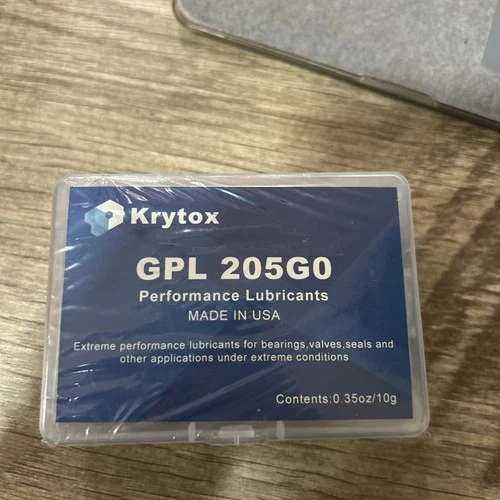 Krytox
GPL 205G0
Performance Lubricants
MADE IN USA
Extreme performance lubricants for bearings,valves,seals and
other applications under extreme conditions
Contents:0.35oz/10g